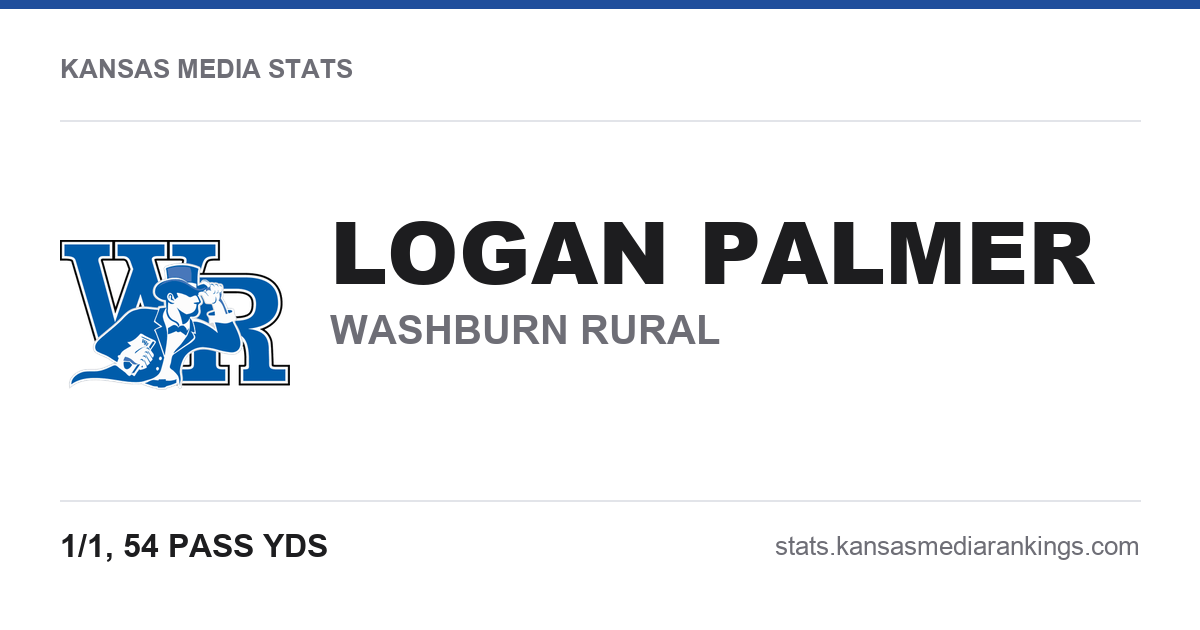 KANSAS MEDIA STATS
LOGAN PALMER
WR
WASHBURN RURAL
1/1, 54 PASS YDS
stats.kansasmediarankings.com